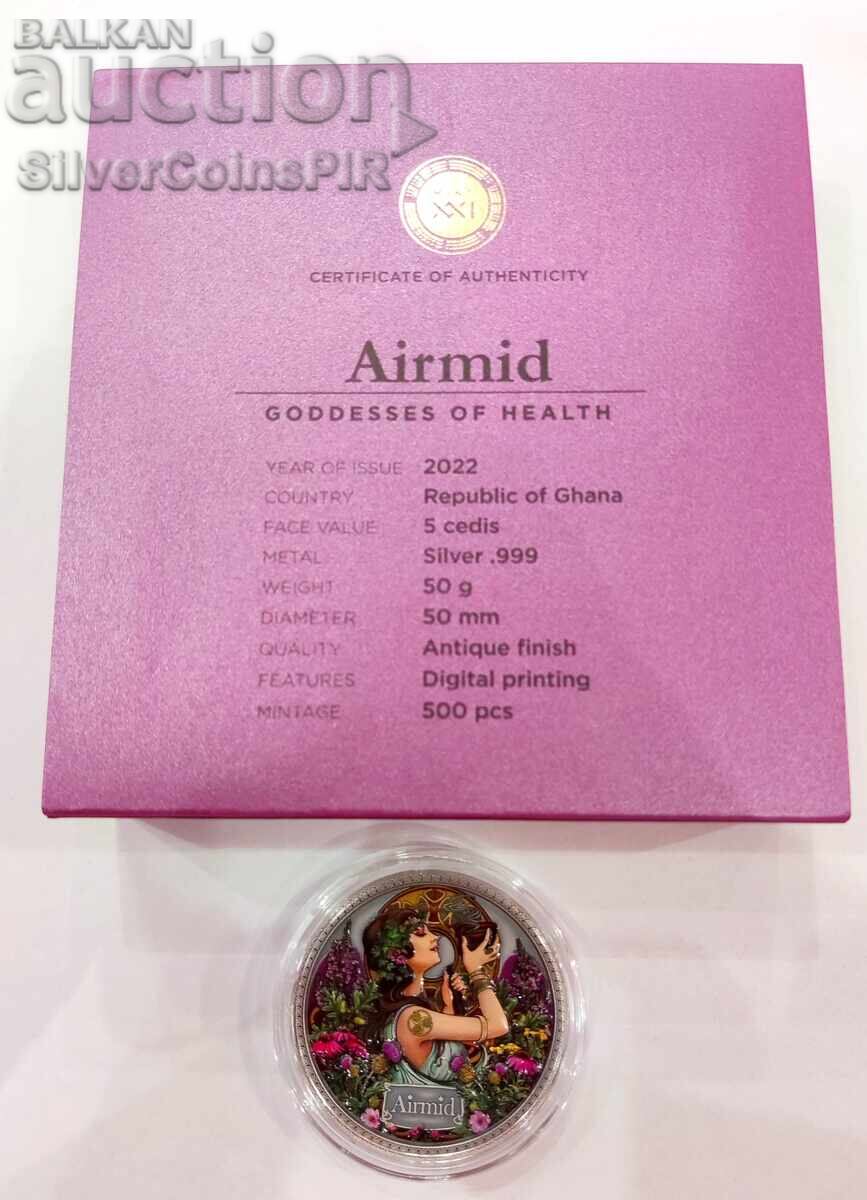 BALKAN
auction
SilverCoinsPIR
XXI
CERTIFICATE OF AUTHENTICITY
Airmid
GODDESSES OF HEALTH
YEAR OF ISSUE 2022
COUNTRY Republic of Ghana
FACE VALUE 5 cedis
METAL Silver .999
WEIGHT 50 g
DIAMETER 50 mm
QUALITY Antique finish
FEATURES Digital printing
MINTAGE 500 pcs
Airmid